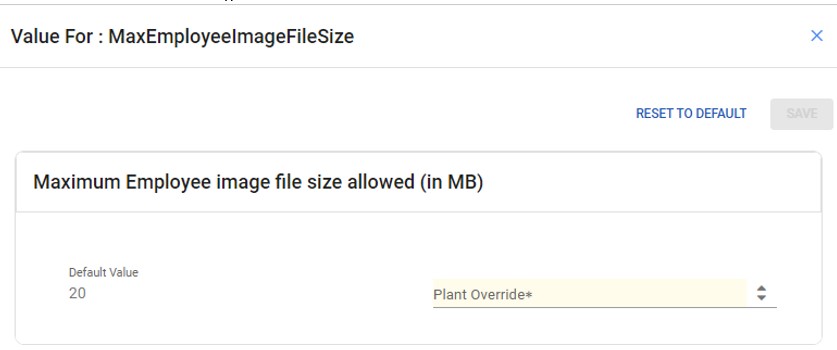 Value For : MaxEmployeeImageFileSize
RESET TO DEFAULT
SAVE
Maximum Employee image file size allowed (in MB)
Default Value
20
Plant Override*